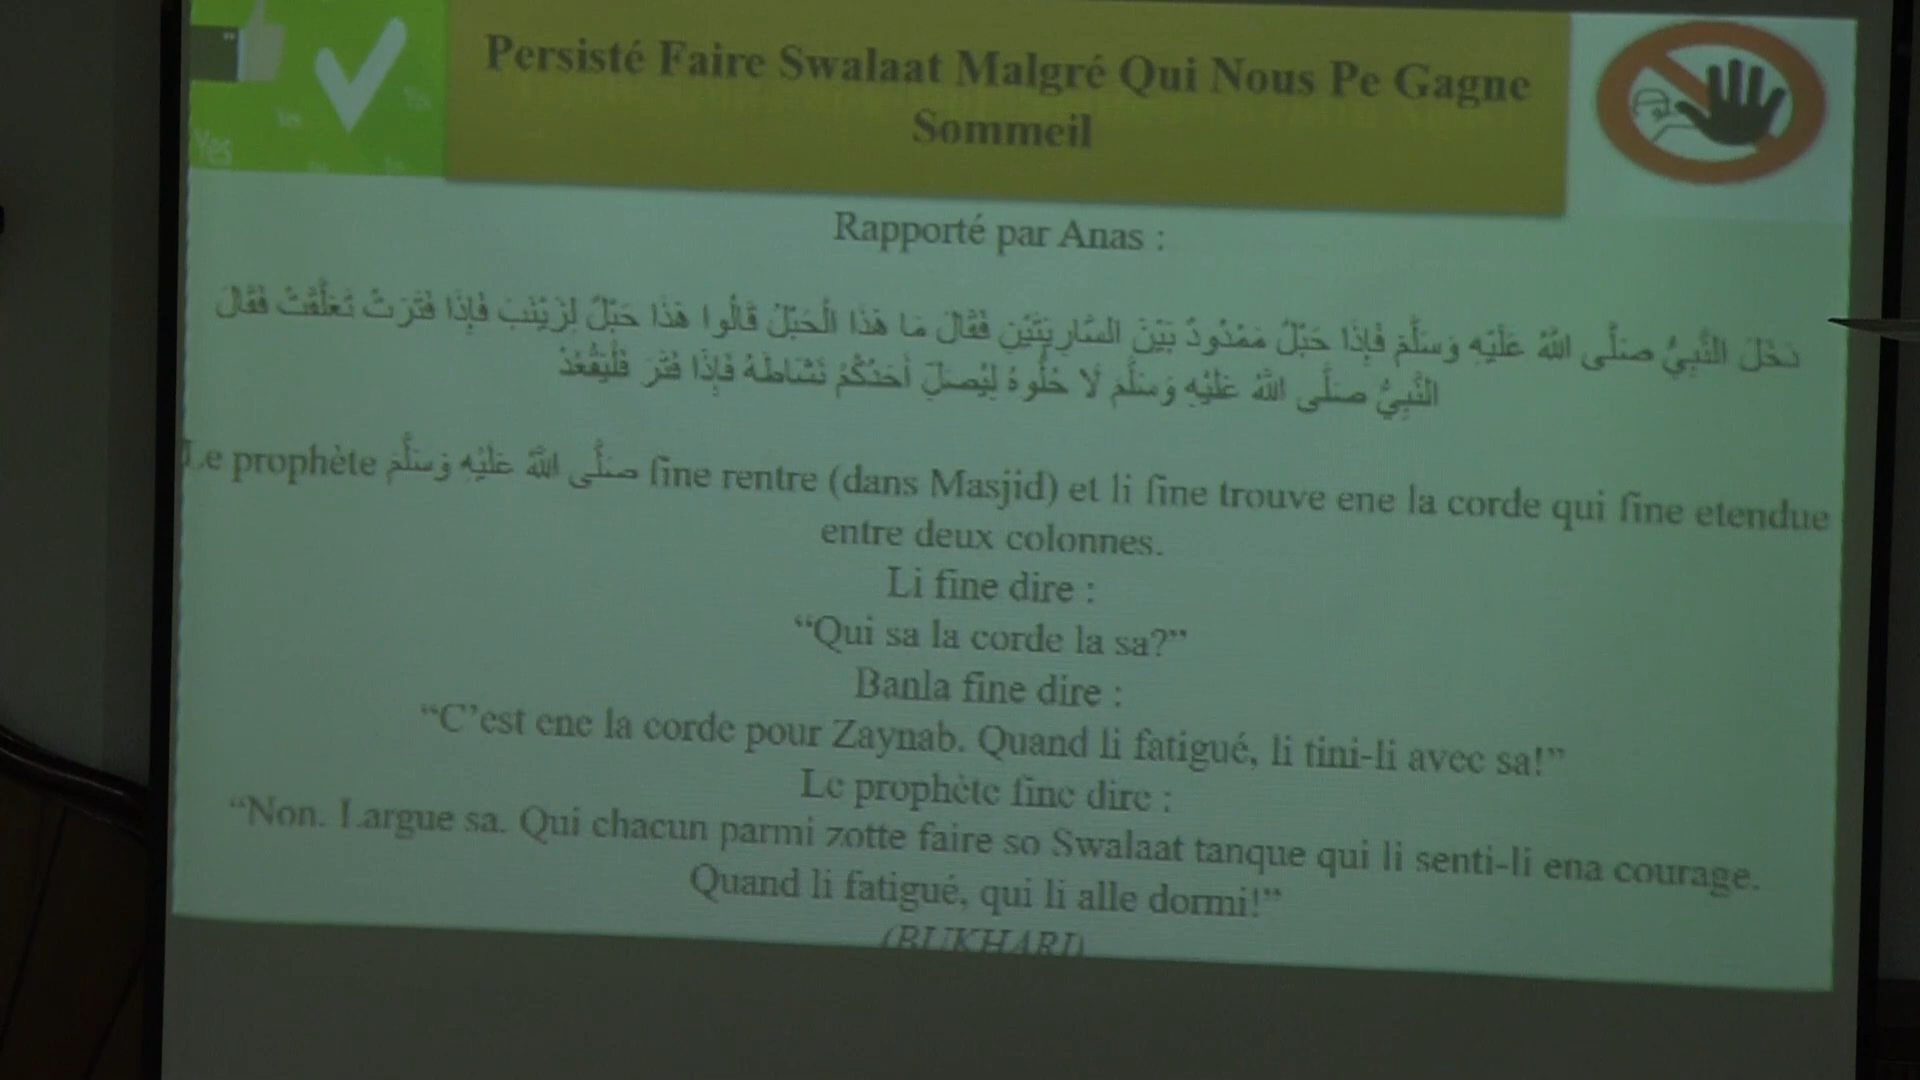 Persisté Faire Swalaat Malgré Qui Nous Pe Gagne
Sommeil
Yes
Rapporté par Anas :
دَخَلَ النَّبِيُّ صَلَّى اللهُ عَلَيْهِ وَسَلَّمَ فَإِذَا حَبْلٌ مَمْدُودٌ بَيْنَ السَّارِيَتَيْنِ فَقَالَ مَا هَذَا الْحَبْلُ قَالُوا هَذَا حَبْلٌ لِزَيْنَبَ فَإِذَا فَتَرَتْ تَعَلَّقَتْ فَقَالَ
النَّبِيُّ صَلَّى اللهُ عَلَيْهِ وَسَلَّمَ لَا حُلُّوهُ لِيُصَلِّ أَحَدُكُمْ نَشَاطَهُ فَإِذَا فَتَرَ فَلْيَقْعُدْ
Le prophète صَلَّى اللهُ عَلَيْهِ وَسَلَّمَ fine rentre (dans Masjid) et li fine trouve ene la corde qui fine etendue
entre deux colonnes.
Li fine dire :
“Qui sa la corde la sa?”
Banla fine dire :
“C’est ene la corde pour Zaynab. Quand li fatigué, li tini-li avec sa!”
Le prophète fine dire :
“Non. Largue sa. Qui chacun parmi zotte faire so Swalaat tanque qui li senti-li ena courage.
Quand li fatigué, qui li alle dormi!”
(BUKHARI)